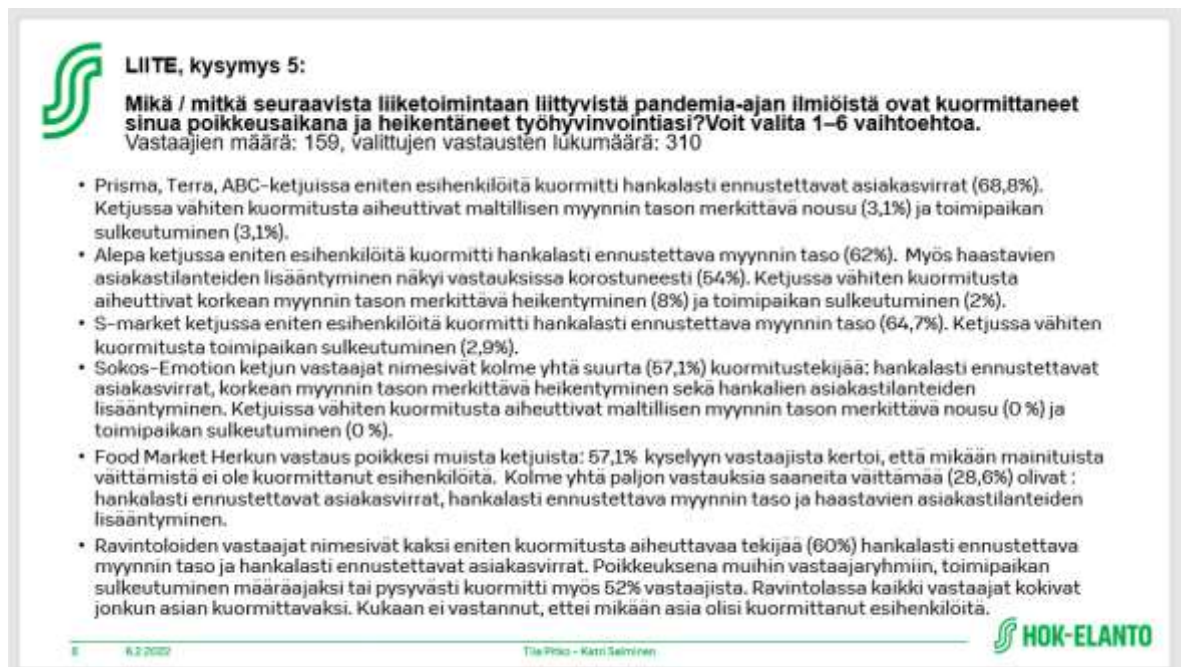 LIITE, kysymys 5:
Mikä / mitkä seuraavista liiketoimintaan liittyvistä pandemia-ajan ilmiöistä ovat kuormittaneet
sinua poikkeusaikana ja heikentäneet työhyvinvointiasi?Voit valita 1–6 vaihtoehtoa.
Vastaajien määrä: 159, valittujen vastausten lukumäärä: 310
• Prisma, Terra, ABC-ketjuissa eniten esihenkilöitä kuormitti hankalasti ennustettavat asiakasvirrat (68,8%).
Ketjussa vähiten kuormitusta aiheuttivat maltillisen myynnin tason merkittävä nousu (3,1%) ja toimipaikan
sulkeutuminen (3,1%).
• Alepa ketjussa eniten esihenkilöitä kuormitti hankalasti ennustettava myynnin taso (62%). Myös haastavien
asiakastilanteiden lisääntyminen näkyi vastauksissa korostuneesti (54%). Ketjussa vähiten kuormitusta
aiheuttivat korkean myynnin tason merkittävä heikentyminen (8%) ja toimipaikan sulkeutuminen (2%).
• S-market ketjussa eniten esihenkilöitä kuormitti hankalasti ennustettava myynnin taso (64,7%). Ketjussa vähiten
kuormitusta toimipaikan sulkeutuminen (2,9%).
• Sokos-Emotion ketjun vastaajat nimesivät kolme yhtä suurta (57,1%) kuormitustekijää: hankalasti ennustettavat
asiakasvirrat, korkean myynnin tason merkittävä heikentyminen sekä hankalien asiakastilanteiden
lisääntyminen. Ketjuissa vähiten kuormitusta aiheuttivat maltillisen myynnin tason merkittävä nousu (0 %) ja
toimipaikan sulkeutuminen (0 %).
• Food Market Herkun vastaus poikkesi muista ketjuista: 57,1% kyselyyn vastaajista kertoi, että mikään mainituista
väittämistä ei ole kuormittanut esihenkilöitä. Kolme yhtä paljon vastauksia saaneita väittämää (28,6%) olivat :
hankalasti ennustettavat asiakasvirrat, hankalasti ennustettava myynnin taso ja haastavien asiakastilanteiden
lisääntyminen.
• Ravintoloiden vastaajat nimesivät kaksi eniten kuormitusta aiheuttavaa tekijää (60%) hankalasti ennustettava
myynnin taso ja hankalasti ennustettavat asiakasvirrat. Poikkeuksena muihin vastaajaryhmiin, toimipaikan
sulkeutuminen määräajaksi tai pysyvästi kuormitti myös 52% vastaajista. Ravintolassa kaikki vastaajat kokivat
jonkun asian kuormittavaksi. Kukaan ei vastannut, ettei mikään asia olisi kuormittanut esihenkilöitä.
6.2.2022
Katri Salminen
HOK-ELANTO